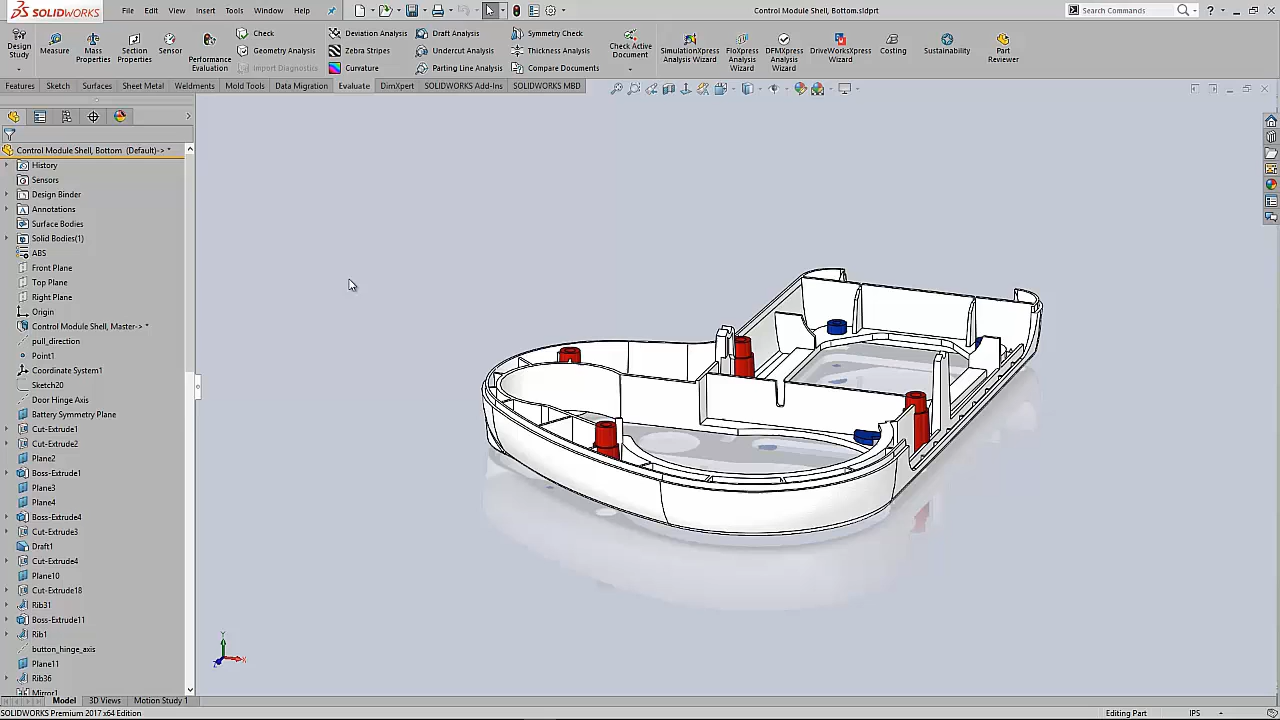 SOLIDWORKS
File Edit View Insert Tools Window Help
Control Module Shell, Bottom.sldprt
Search Commands
Design Study
Measure
Mass Properties
Section Properties
Sensor
Performance Evaluation
Check
Geometry Analysis
Import Diagnostics
Deviation Analysis
Zebra Stripes
Curvature
Draft Analysis
Undercut Analysis
Parting Line Analysis
Symmetry Check
Thickness Analysis
Compare Documents
Check Active Document
SimulationXpress Analysis Wizard
FloXpress Analysis Wizard
DFMXpress Analysis Wizard
DriveWorksXpress Wizard
Costing
Sustainability
Part Reviewer
Features Sketch Surfaces Sheet Metal Weldments Mold Tools Data Migration Evaluate DimXpert SOLIDWORKS Add-Ins SOLIDWORKS MBD
Control Module Shell, Bottom (Default)-> *
History
Sensors
Design Binder
Annotations
Surface Bodies
Solid Bodies(1)
ABS
Front Plane
Top Plane
Right Plane
Origin
Control Module Shell, Master-> *
pull_direction
Point1
Coordinate System1
Sketch20
Door Hinge Axis
Battery Symmetry Plane
Cut-Extrude1
Cut-Extrude2
Plane2
Boss-Extrude1
Plane3
Plane4
Boss-Extrude4
Cut-Extrude3
Draft1
Cut-Extrude4
Plane10
Cut-Extrude18
Rib31
Boss-Extrude11
Rib1
button_hinge_axis
Plane11
Rib36
Mirror1
Y
X
Z
Model 3D Views Motion Study 1
SOLIDWORKS Premium 2017 x64 Edition
Editing Part
IPS